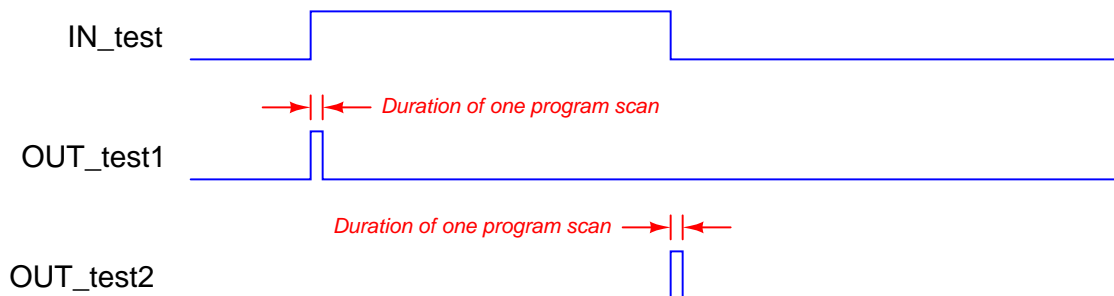 IN_test
Duration of one program scan
OUT_test1
Duration of one program scan
OUT_test2